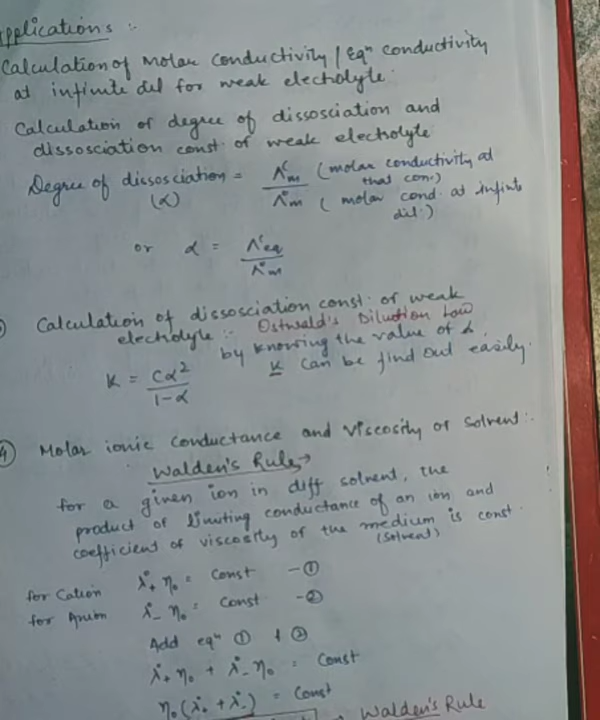 Applications :-
Calculation of Molar Conductivity / Eqⁿ conductivity
at infinite dil for weak electrolyte.
Calculation of degree of dissosciation and
dissosciation const of weak electrolyte
Degree of dissosciation = Λᶜm / Λ°m (molar conductivity at that con.)
(α) ( molar cond. at infinite dil.)
or α = Λᶜeq / Λ°m
Calculation of dissosciation const. of weak
electrolyte :- Ostwald's Dilution Law
by knowing the value of α
K = Cα² / 1-α K can be find out easily.
④ Molar ionic Conductance and Viscosity of Solvent :-
Walden's Rule →
for a given ion in diff solvent, the
product of limiting conductance of an ion and
coefficient of viscosity of the medium is const.
(solvent)
for Cation λ°₊ η₀ = Const -①
for Anion λ°₋ η₀ = Const -②
Add eqⁿ ① & ②
λ°₊ η₀ + λ°₋ η₀ = Const
η₀ (λ°₊ + λ°₋) = Const
Walden's Rule